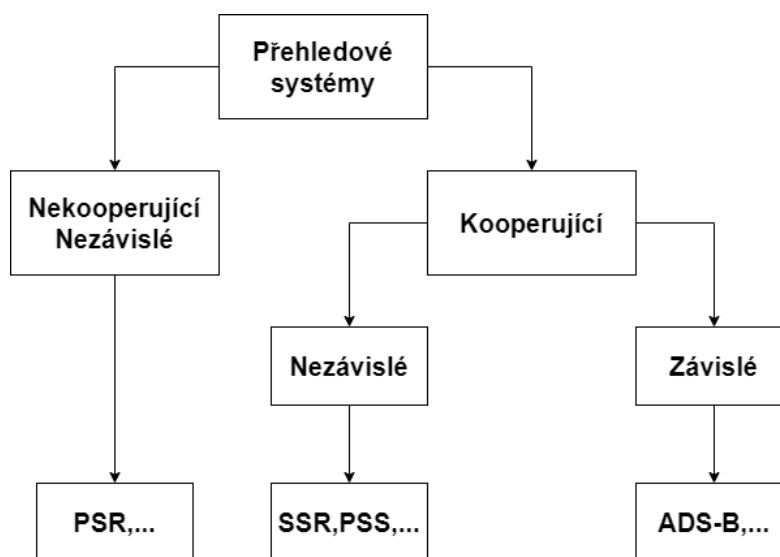 Přehledové
systémy
Nekooperující
Nezávislé
Kooperující
Nezávislé
Závislé
PSR,...
SSR,PSS,...
ADS-B,...